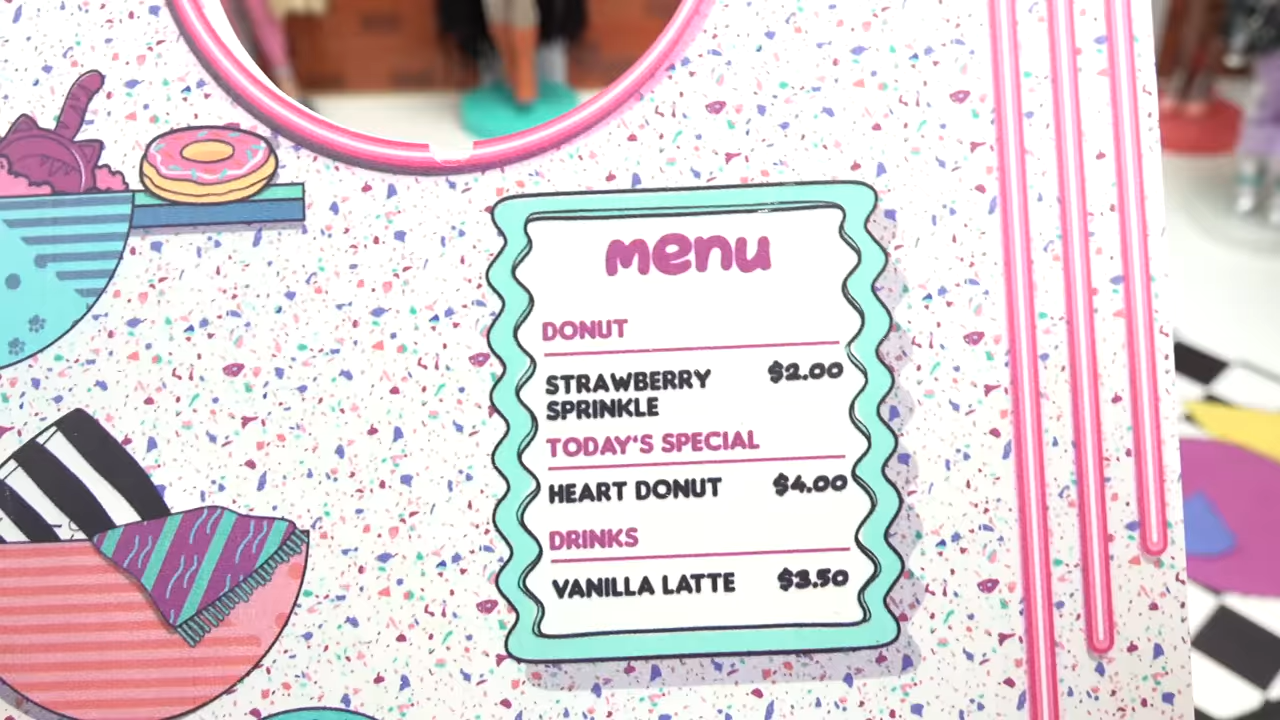 menu
DONUT
STRAWBERRY $2.00
SPRINKLE
TODAY'S SPECIAL
HEART DONUT $4.00
DRINKS
VANILLA LATTE $3.50